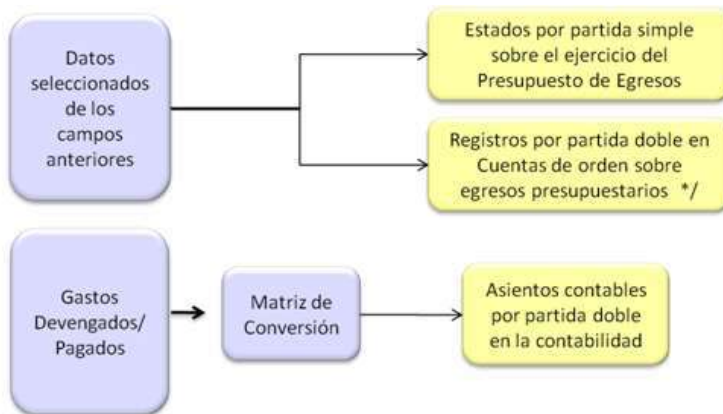 Datos
seleccionados
de los
campos
anteriores
Estados por partida simple
sobre el ejercicio del
Presupuesto de Egresos
Registros por partida doble en
Cuentas de orden sobre
egresos presupuestarios */
Gastos
Devengados/
Pagados
Matriz de
Conversión
Asientos contables
por partida doble
en la contabilidad